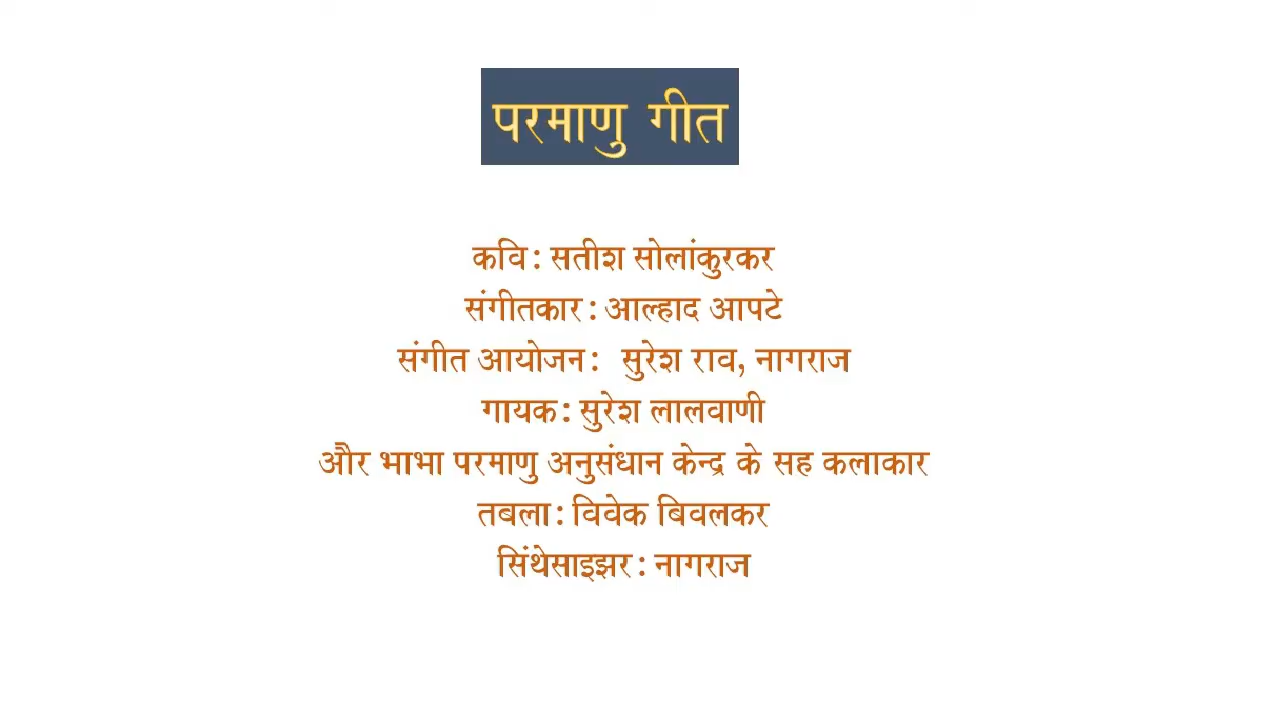 परमाणु गीत
कवि : सतीश सोलांकुरकर
संगीतकार : आल्हाद आपटे
संगीत आयोजन :  सुरेश राव, नागराज
गायक : सुरेश लालवाणी
और भाभा परमाणु अनुसंधान केन्द्र के सह कलाकार
तबला : विवेक बिवलकर
सिंथेसाइझर : नागराज